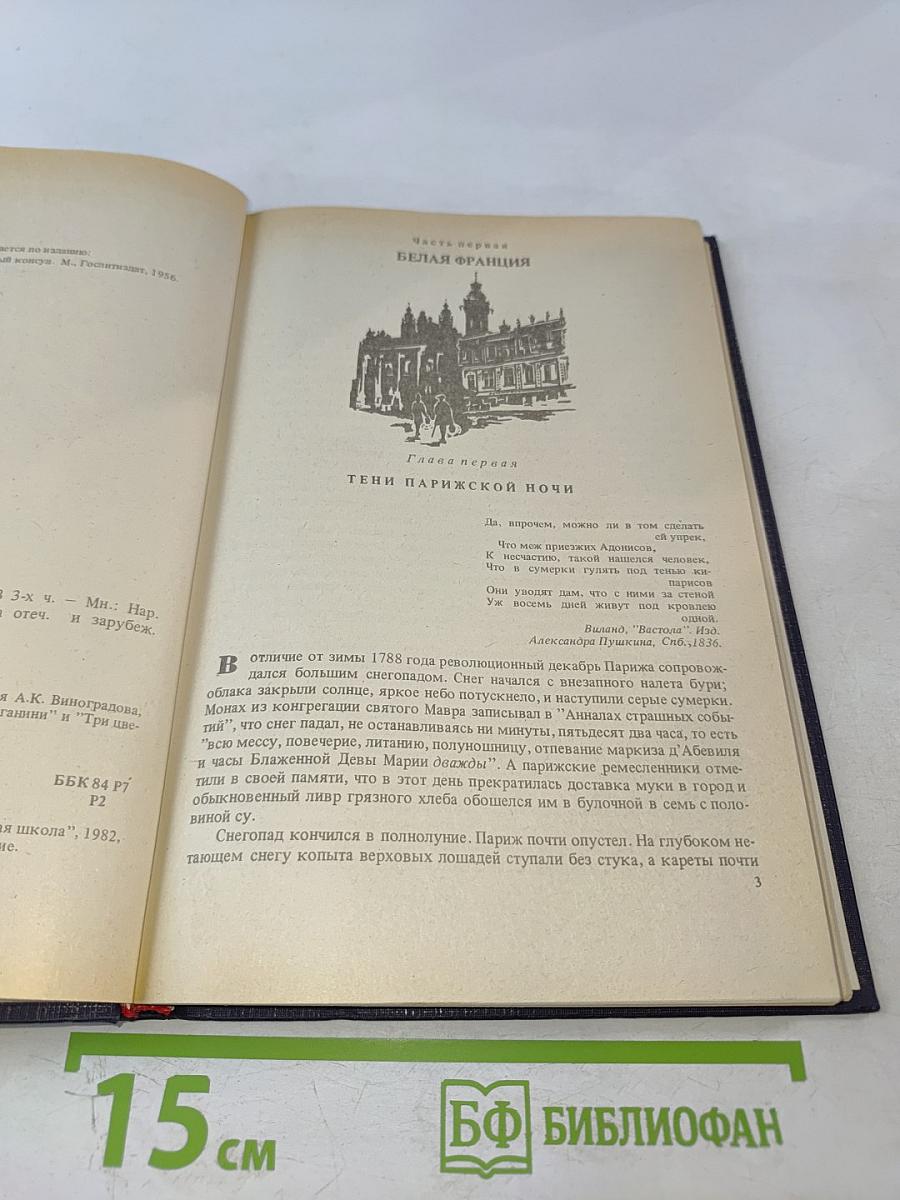 ается по изданию:
ый консул. М., Гослитиздат, 1956.
В 3-х ч. — Мн.: Нар.
отеч. и зарубеж.
я А.К. Виноградова,
ганини" и "Три цве-
ББК 84 Р7
Р2
ая школа", 1982,
ие.
Часть первая
БЕЛАЯ ФРАНЦИЯ
Глава первая
ТЕНИ ПАРИЖСКОЙ НОЧИ
Да, впрочем, можно ли в том сделать
ей упрек,
Что меж приезжих Адонисов,
К несчастию, такой нашелся человек,
Что в сумерки гулять под тенью ки-
парисов
Они уводят дам, что с ними за стеной
Уж восемь дней живут под кровлею
одной.
Виланд, "Вастола". Изд.
Александра Пушкина, Спб.,1836.
В отличие от зимы 1788 года революционный декабрь Парижа сопровож-
дался большим снегопадом. Снег начался с внезапного налета бури;
облака закрыли солнце, яркое небо потускнело, и наступили серые сумерки.
Монах из конгрегации святого Мавра записывал в "Анналах страшных собы-
тий", что снег падал, не останавливаясь ни минуты, пятьдесят два часа, то есть
"всю мессу, повечерие, литанию, полуношницу, отпевание маркиза д'Абевиля
и часы Блаженной Девы Марии дважды". А парижские ремесленники отме-
тили в своей памяти, что в этот день прекратилась доставка муки в город и
обыкновенный ливр грязного хлеба обошелся им в булочной в семь с поло-
виной су.
Снегопад кончился в полнолуние. Париж почти опустел. На глубоком не-
тающем снегу копыта верховых лошадей ступали без стука, а кареты почти
3
15 см
БФ БИБЛИОФАН